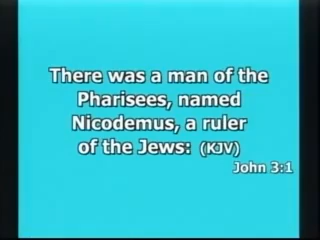 There was a man of the
Pharisees, named
Nicodemus, a ruler
of the Jews: (KJV)
John 3:1